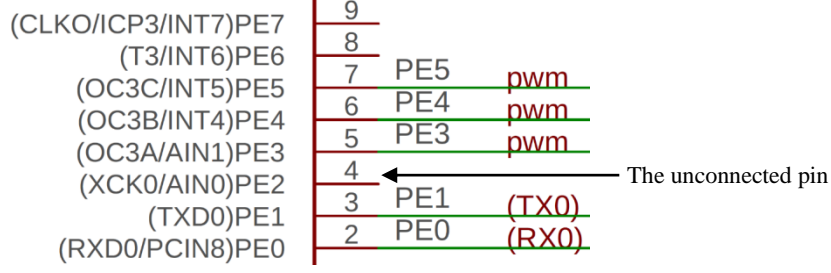 (CLKO/ICP3/INT7)PE7 9
(T3/INT6)PE6 8
(OC3C/INT5)PE5 7 PE5 pwm
(OC3B/INT4)PE4 6 PE4 pwm
(OC3A/AIN1)PE3 5 PE3 pwm
(XCK0/AIN0)PE2 4 The unconnected pin
(TXD0)PE1 3 PE1 (TX0)
(RXD0/PCIN8)PE0 2 PE0 (RX0)